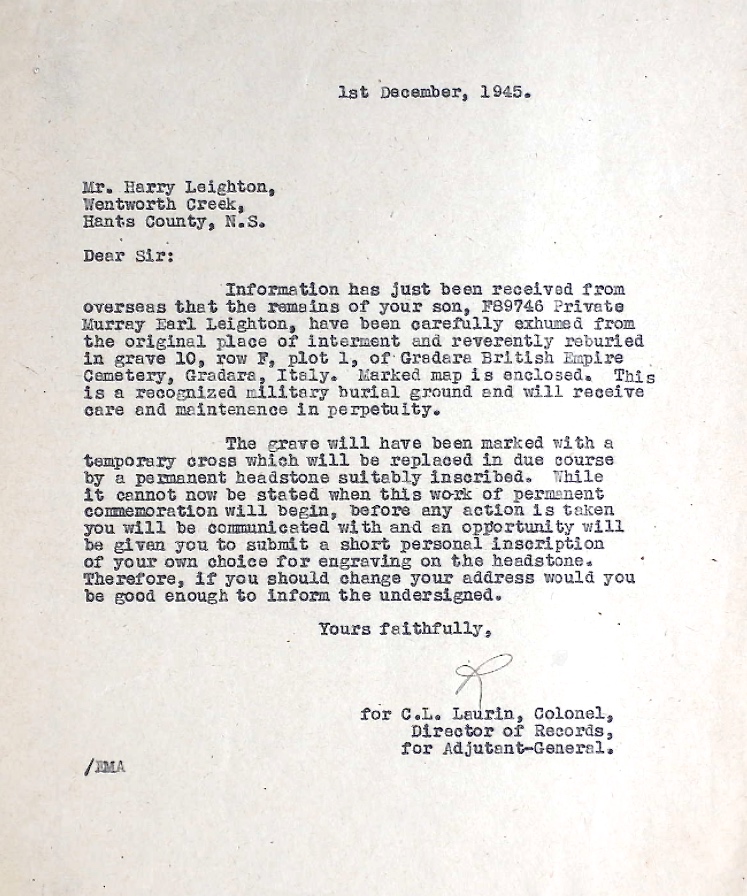 1st December, 1945.
Mr. Harry Leighton,
Wentworth Creek,
Hants County, N.S.
Dear Sir:
Information has just been received from
overseas that the remains of your son, F89746 Private
Murray Earl Leighton, have been carefully exhumed from
the original place of interment and reverently reburied
in grave 10, row F, plot 1, of Gradara British Empire
Cemetery, Gradara, Italy. Marked map is enclosed. This
is a recognized military burial ground and will receive
care and maintenance in perpetuity.
The grave will have been marked with a
temporary cross which will be replaced in due course
by a permanent headstone suitably inscribed. While
it cannot now be stated when this work of permanent
commemoration will begin, before any action is taken
you will be communicated with and an opportunity will
be given you to submit a short personal inscription
of your own choice for engraving on the headstone.
Therefore, if you should change your address would you
be good enough to inform the undersigned.
Yours faithfully,
for C.L. Laurin, Colonel,
Director of Records,
for Adjutant-General.
/EMA